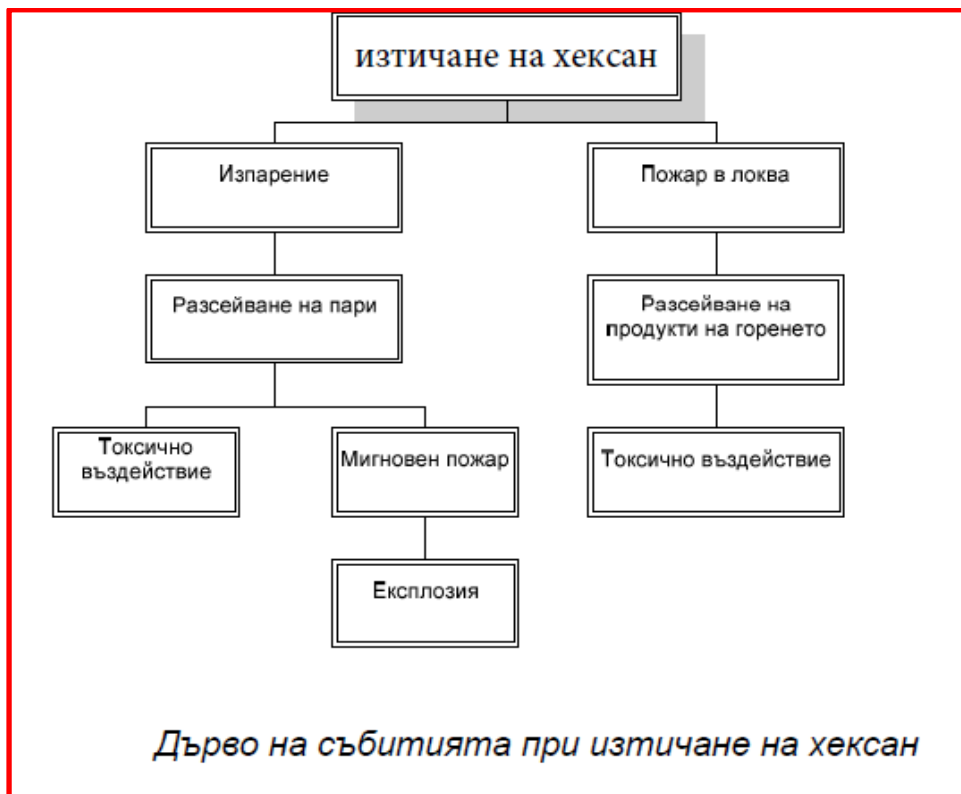 изтичане на хексан
Изпарение
Пожар в локва
Разсейване на пари
Разсейване на
продукти на горенето
Токсично
въздействие
Мигновен пожар
Токсично въздействие
Експлозия
Дърво на събитията при изтичане на хексан